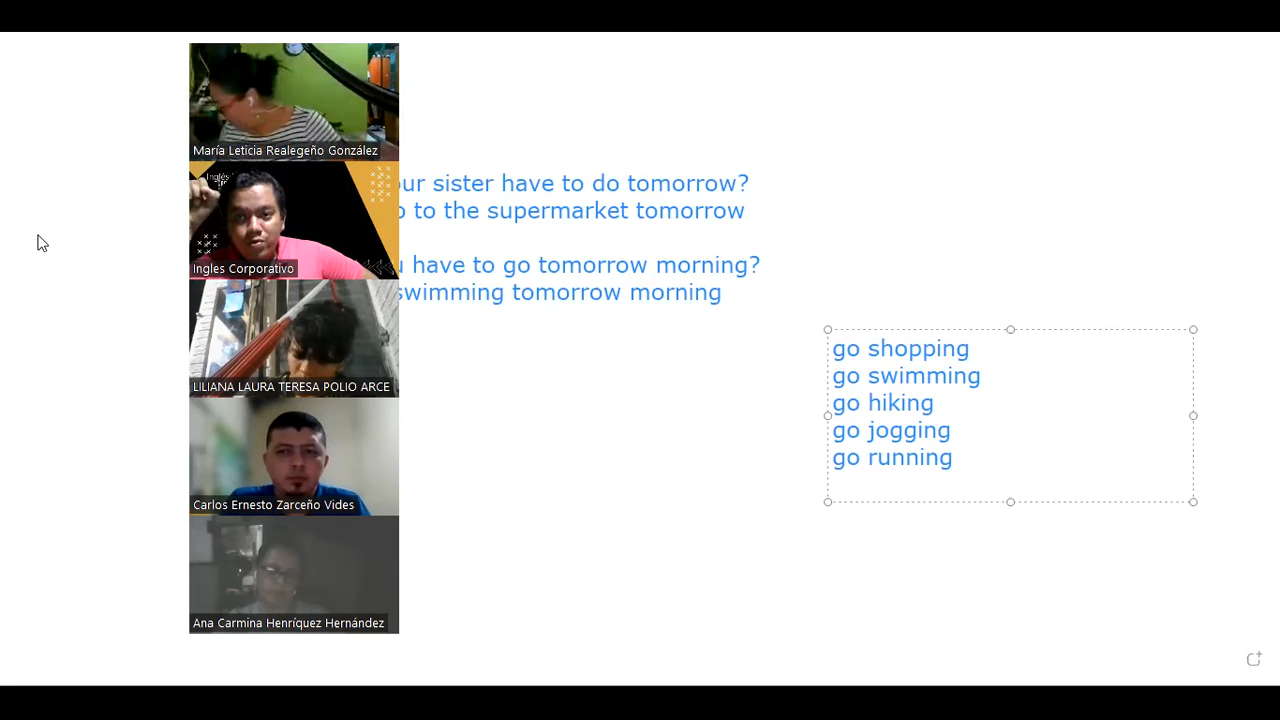 María Leticia Realegeño González
our sister have to do tomorrow?
to the supermarket tomorrow
Ingles Corporativo
have to go tomorrow morning?
swimming tomorrow morning
go shopping
go swimming
go hiking
go jogging
go running
LILIANA LAURA TERESA POLIO ARCE
Carlos Ernesto Zarceño Vides
Ana Carmina Henríquez Hernández